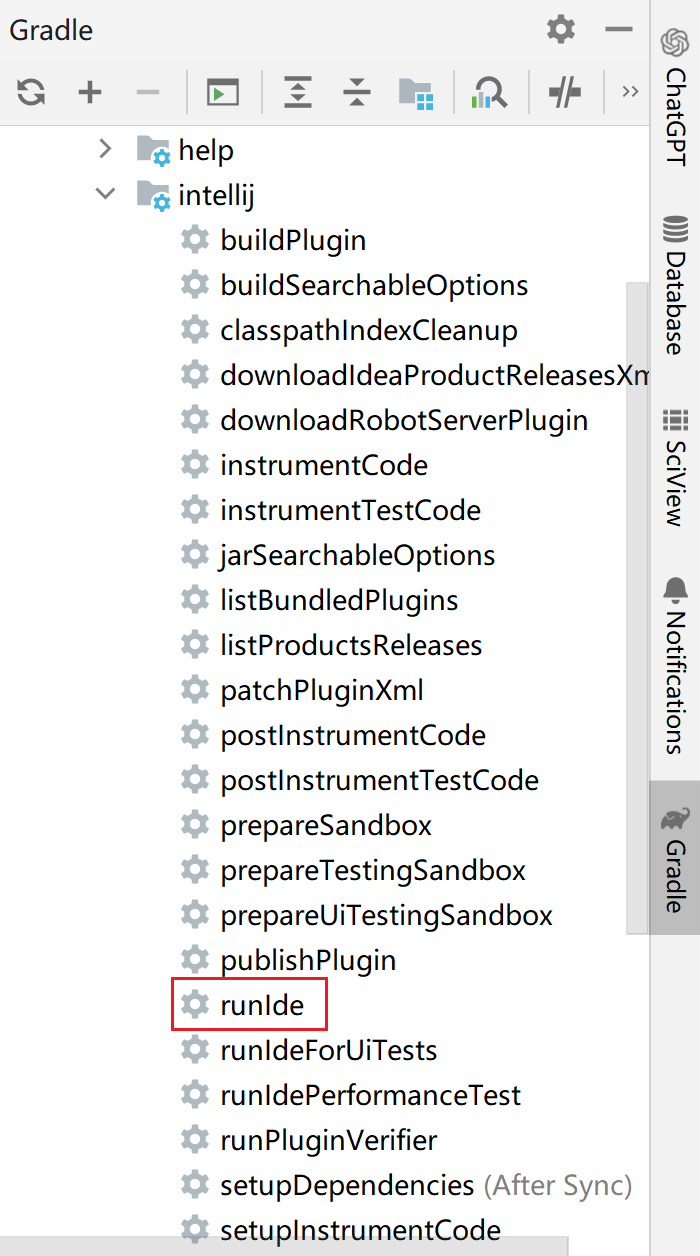 Gradle
help
intellij
buildPlugin
buildSearchableOptions
classpathIndexCleanup
downloadIdeaProductReleasesXm
downloadRobotServerPlugin
instrumentCode
instrumentTestCode
jarSearchableOptions
listBundledPlugins
listProductsReleases
patchPluginXml
postInstrumentCode
postInstrumentTestCode
prepareSandbox
prepareTestingSandbox
prepareUiTestingSandbox
publishPlugin
runIde
runIdeForUiTests
runIdePerformanceTest
runPluginVerifier
setupDependencies (After Sync)
setupInstrumentCode
ChatGPT
Database
SciView
Notifications
Gradle